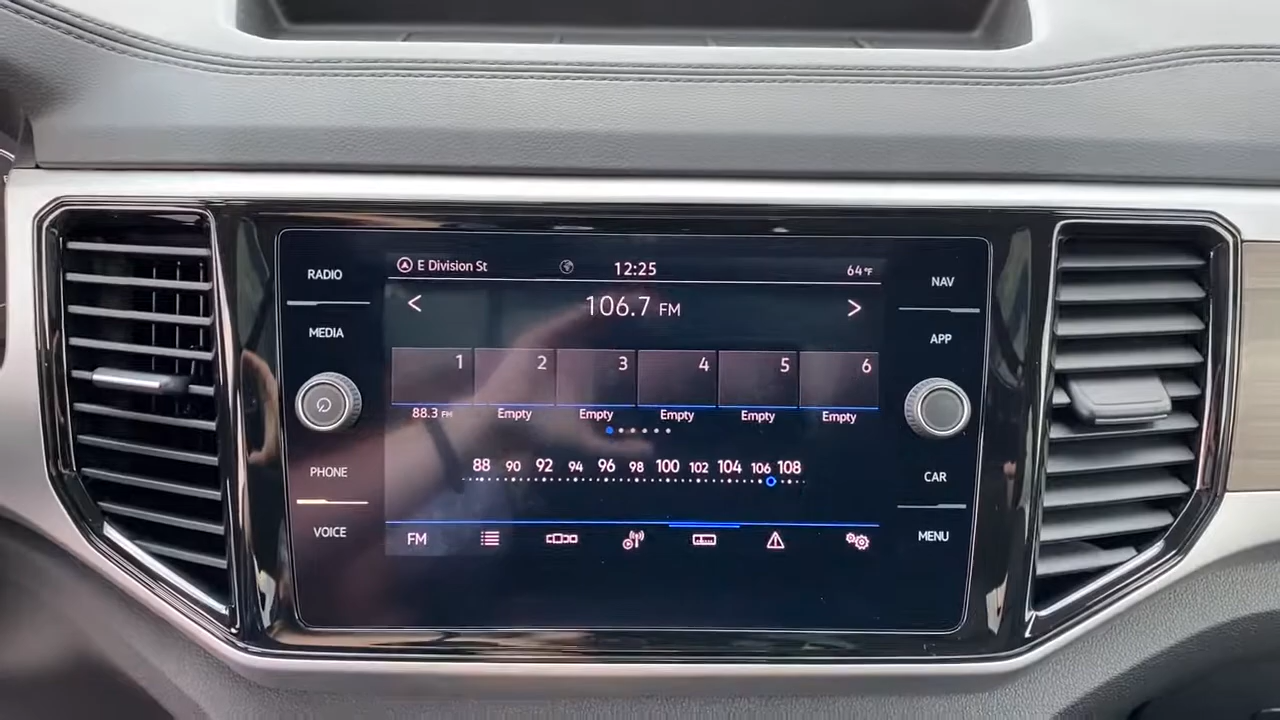 RADIO
MEDIA
PHONE
VOICE
E Division St
12:25
64°F
106.7 FM
1 2 3 4 5 6
88.3 FM Empty Empty Empty Empty Empty
88 90 92 94 96 98 100 102 104 106 108
FM
NAV
APP
CAR
MENU